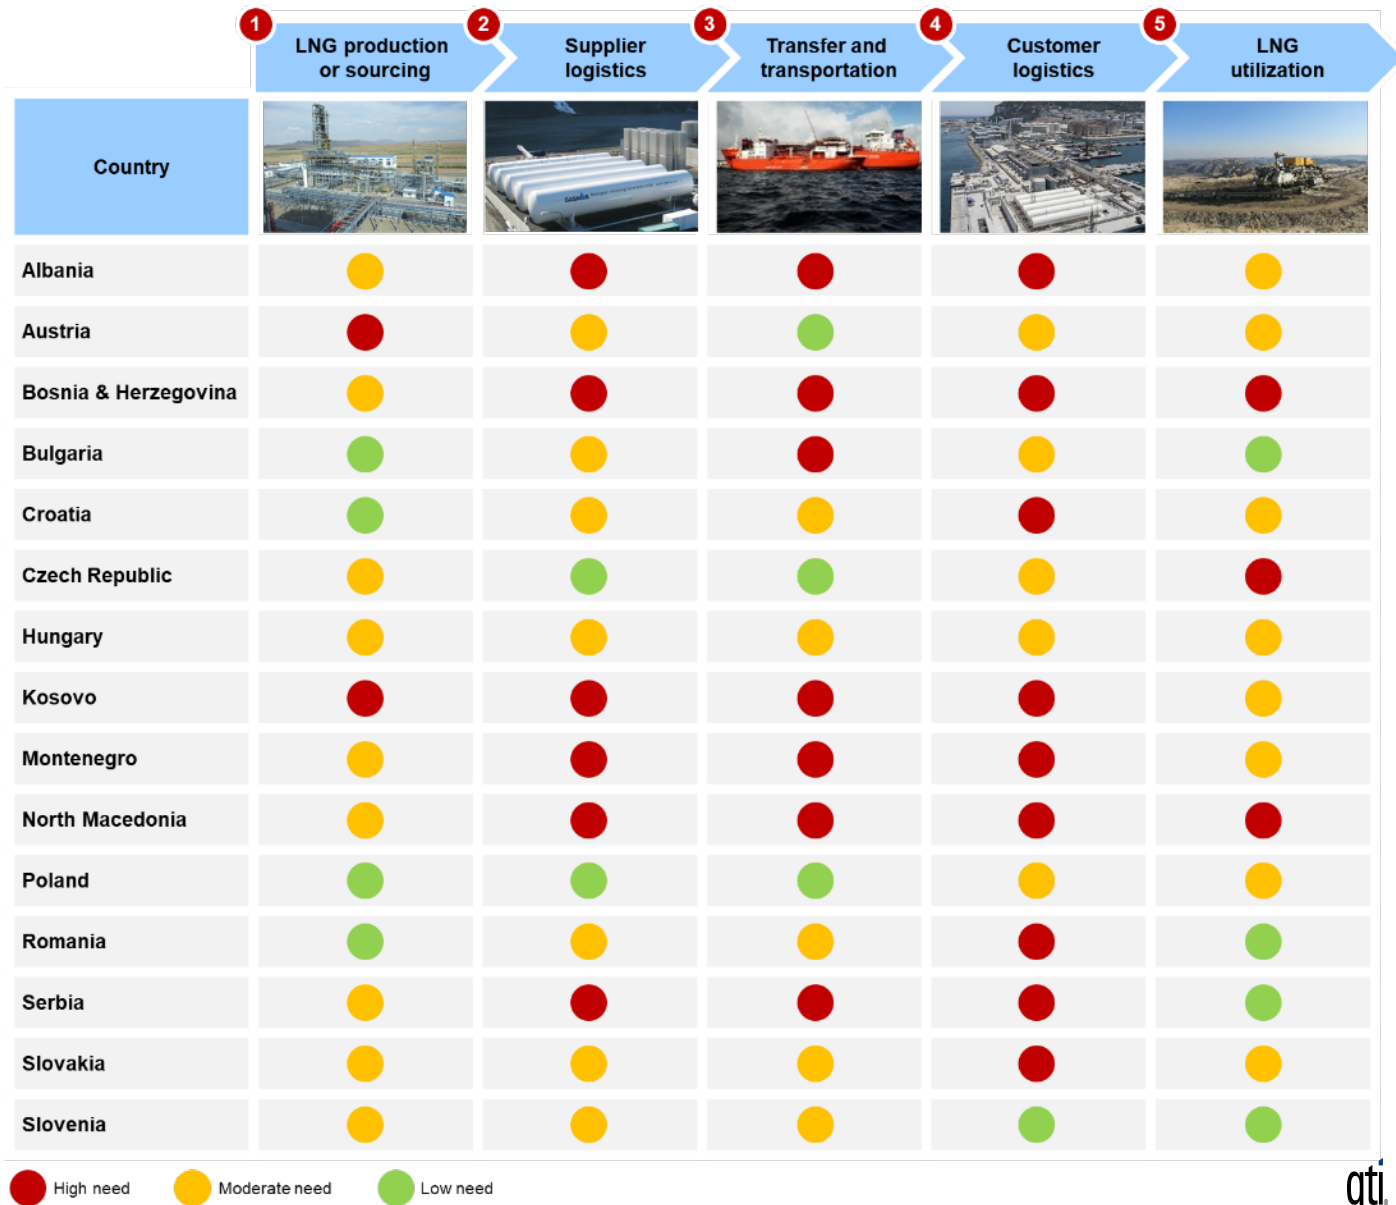 1
LNG production
or sourcing
2
Supplier
logistics
3
Transfer and
transportation
4
Customer
logistics
5
LNG
utilization
Country
Albania
Austria
Bosnia & Herzegovina
Bulgaria
Croatia
Czech Republic
Hungary
Kosovo
Montenegro
North Macedonia
Poland
Romania
Serbia
Slovakia
Slovenia
High need
Moderate need
Low need